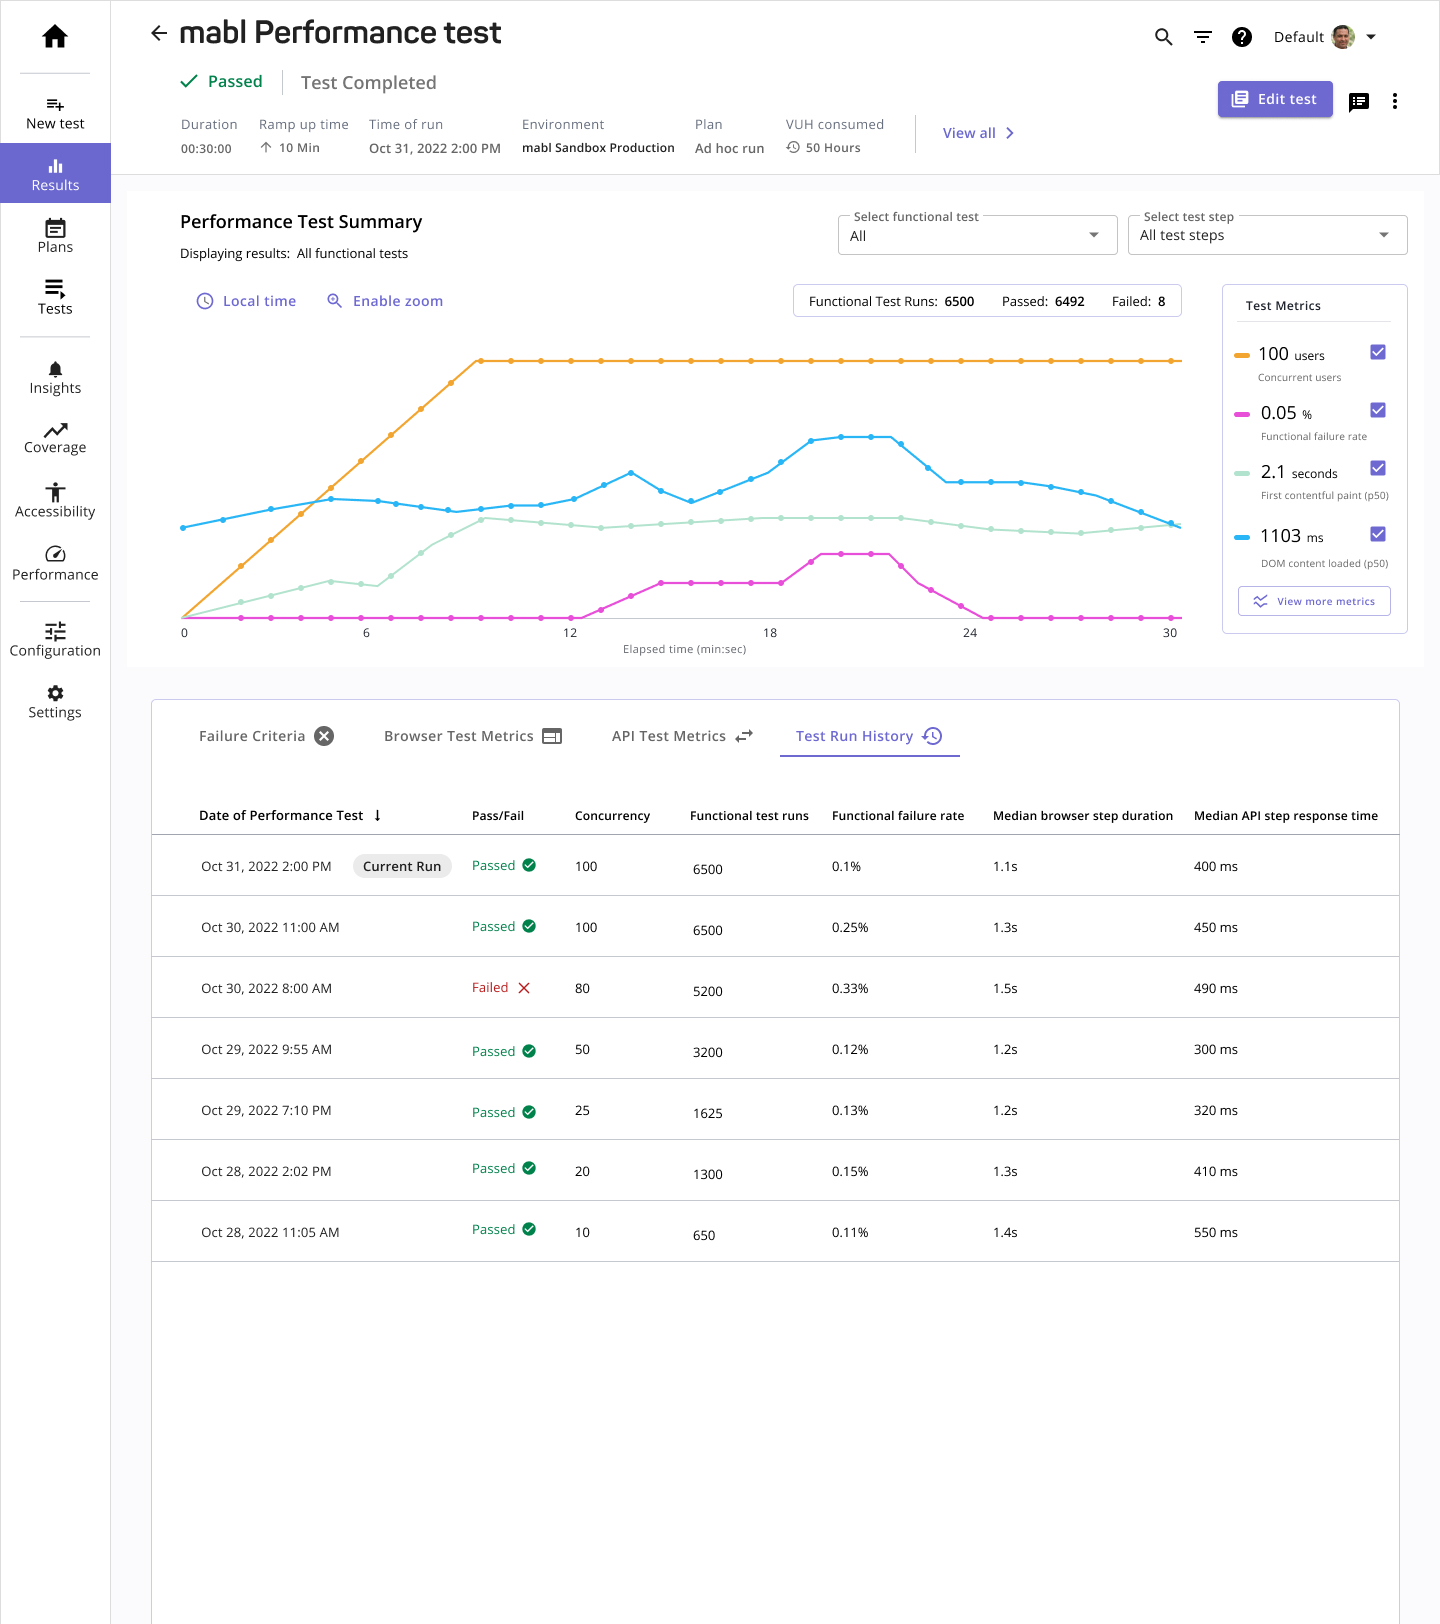 mabl Performance test
Default
Passed
Test Completed
Edit test
Duration
Ramp up time
Time of run
Environment
Plan
VUH consumed
00:30:00
10 Min
Oct 31, 2022 2:00 PM
mabl Sandbox Production
Ad hoc run
50 Hours
View all
New test
Results
Plans
Tests
Insights
Coverage
Accessibility
Performance
Configuration
Settings
Performance Test Summary
Displaying results: All functional tests
Select functional test
All
Select test step
All test steps
Local time
Enable zoom
Functional Test Runs: 6500 Passed: 6492 Failed: 8
Test Metrics
100 users
Concurrent users
0.05 %
Functional failure rate
2.1 seconds
First contentful paint (p50)
1103 ms
DOM content loaded (p50)
View more metrics
0 6 12 18 24 30
Elapsed time (min:sec)
Failure Criteria
Browser Test Metrics
API Test Metrics
Test Run History
Date of Performance Test Pass/Fail Concurrency Functional test runs Functional failure rate Median browser step duration Median API step response time
Oct 31, 2022 2:00 PM Current Run Passed 100 6500 0.1% 1.1s 400 ms
Oct 30, 2022 11:00 AM Passed 100 6500 0.25% 1.3s 450 ms
Oct 30, 2022 8:00 AM Failed 80 5200 0.33% 1.5s 490 ms
Oct 29, 2022 9:55 AM Passed 50 3200 0.12% 1.2s 300 ms
Oct 29, 2022 7:10 PM Passed 25 1625 0.13% 1.2s 320 ms
Oct 28, 2022 2:02 PM Passed 20 1300 0.15% 1.3s 410 ms
Oct 28, 2022 11:05 AM Passed 10 650 0.11% 1.4s 550 ms